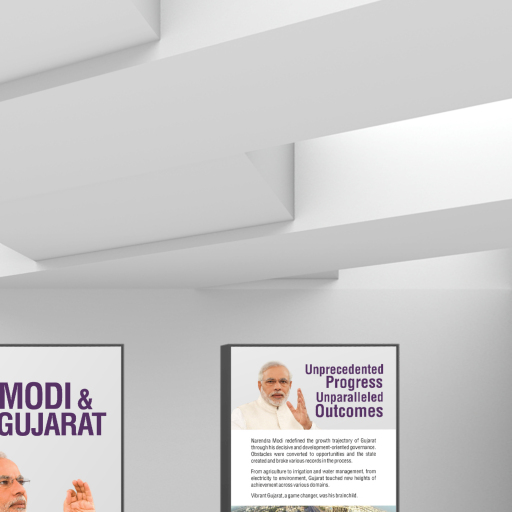 MODI &
GUJARAT
Unprecedented
Progress
Unparalleled
Outcomes
Narendra Modi redefined the growth trajectory of Gujarat
through his decisive and development-oriented governance.
Obstacles were converted to opportunities and the state
created and broke various records in the process.
From agriculture to irrigation and water management, from
electricity to environment, Gujarat touched new heights of
achievement across various domains.
Vibrant Gujarat, a game changer, was his brainchild